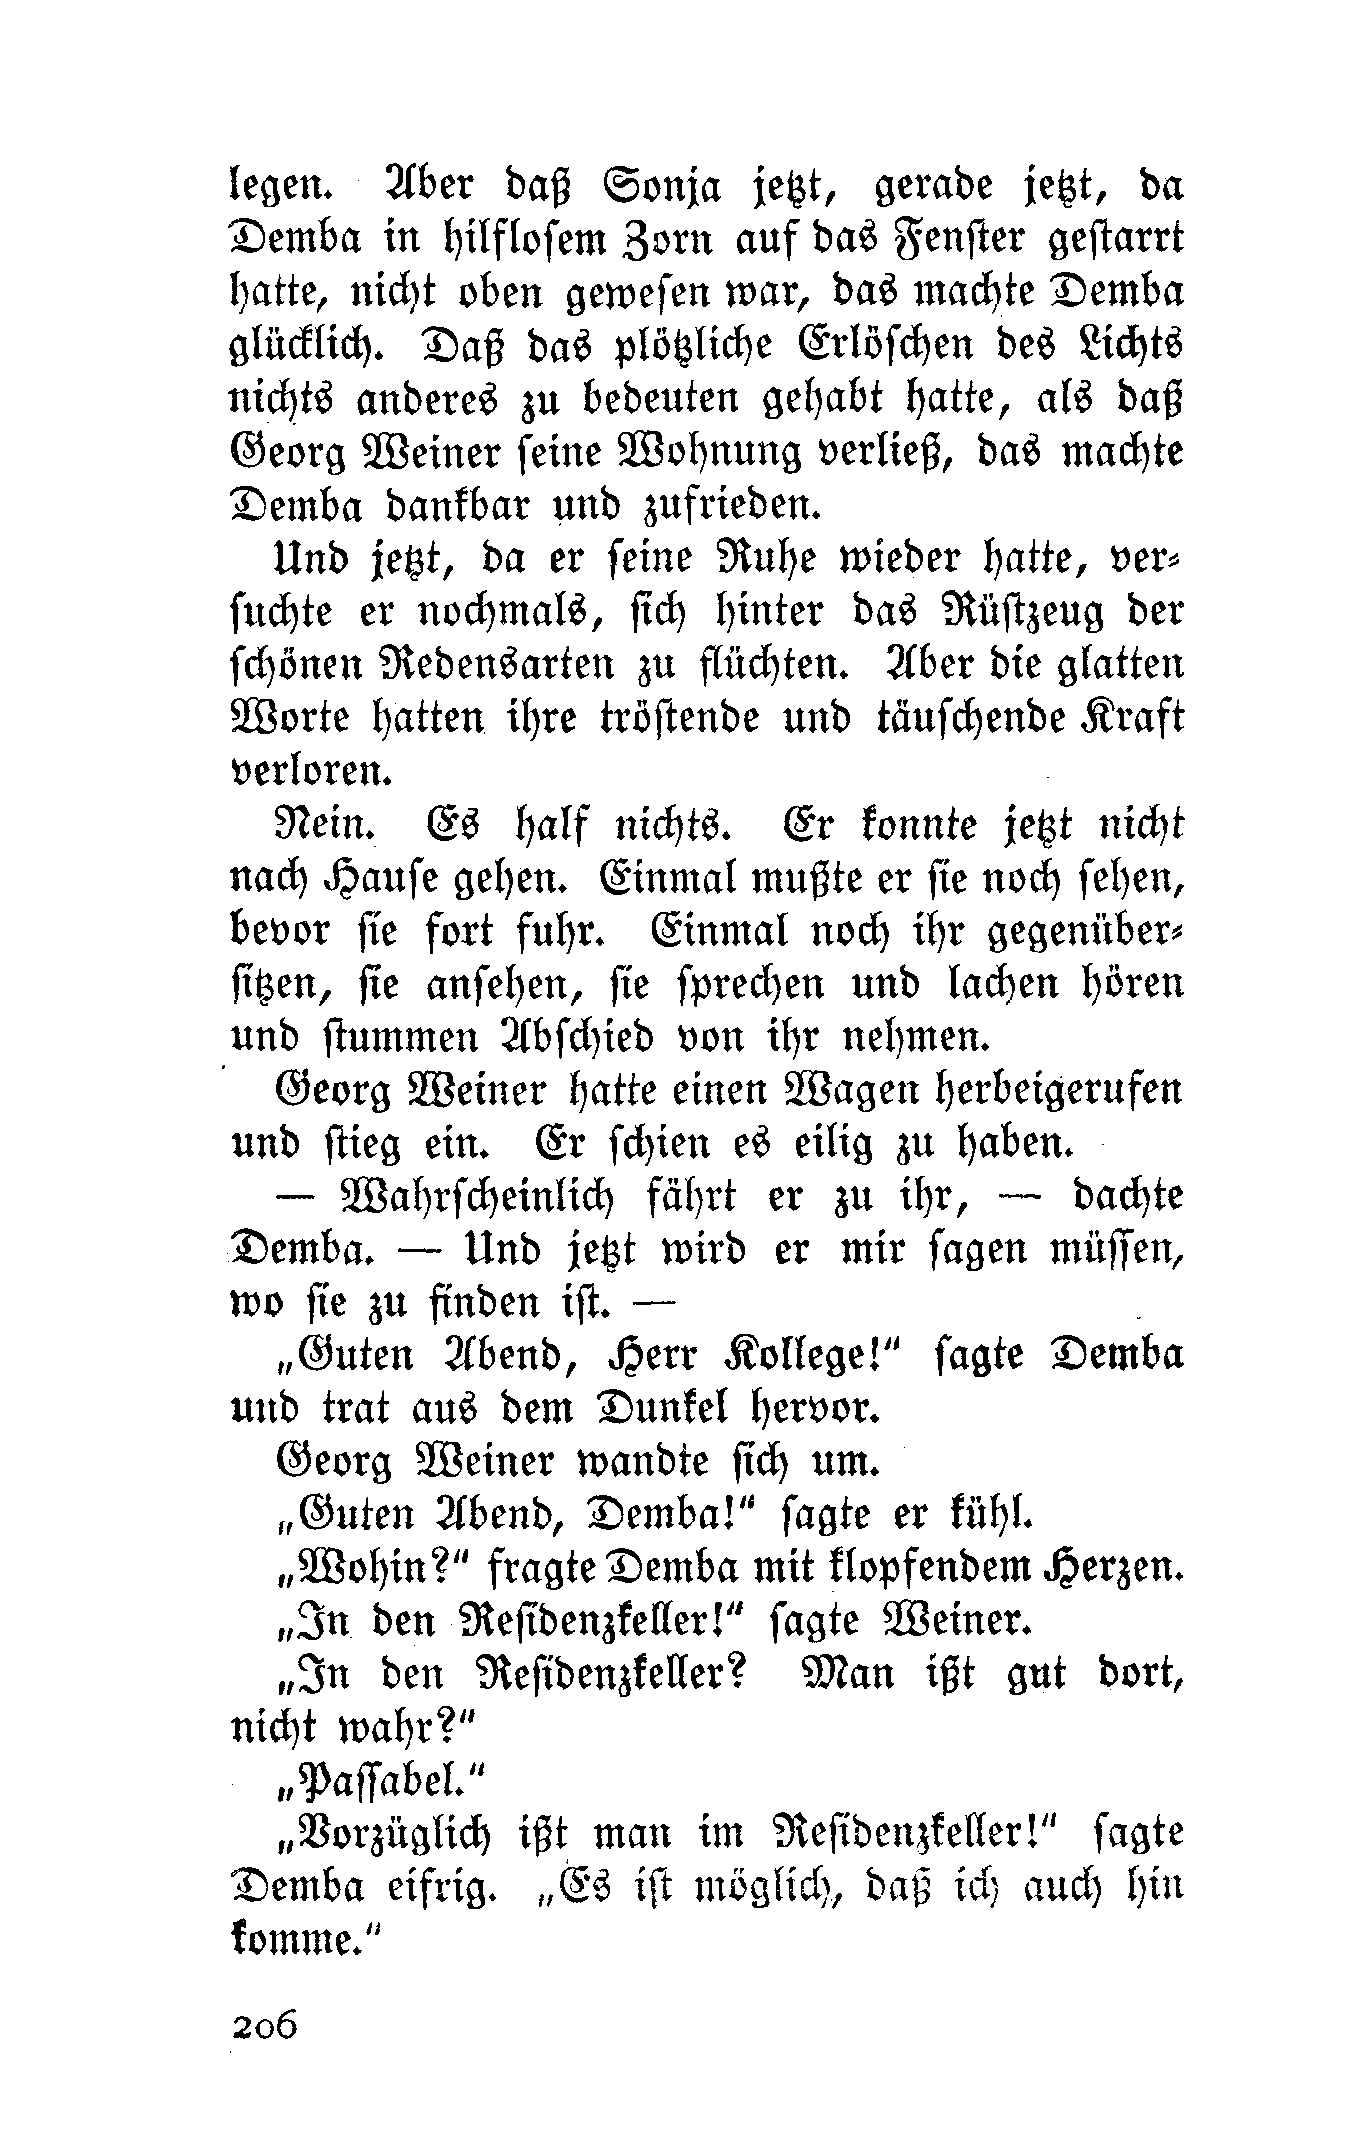 legen. Aber daß Sonja jetzt, gerade jetzt, da
Demba in hilflosem Zorn auf das Fenster gestarrt
hatte, nicht oben gewesen war, das machte Demba
glücklich. Daß das plötzliche Erlöschen des Lichts
nichts anderes zu bedeuten gehabt hatte, als daß
Georg Weiner seine Wohnung verließ, das machte
Demba dankbar und zufrieden.
Und jetzt, da er seine Ruhe wieder hatte, ver-
suchte er nochmals, sich hinter das Rüstzeug der
schönen Redensarten zu flüchten. Aber die glatten
Worte hatten ihre tröstende und täuschende Kraft
verloren.
Nein. Es half nichts. Er konnte jetzt nicht
nach Hause gehen. Einmal mußte er sie noch sehen,
bevor sie fort fuhr. Einmal noch ihr gegenüber-
sitzen, sie ansehen, sie sprechen und lachen hören
und stummen Abschied von ihr nehmen.
Georg Weiner hatte einen Wagen herbeigerufen
und stieg ein. Er schien es eilig zu haben.
— Wahrscheinlich fährt er zu ihr, — dachte
Demba. — Und jetzt wird er mir sagen müssen,
wo sie zu finden ist. —
„Guten Abend, Herr Kollege!" sagte Demba
und trat aus dem Dunkel hervor.
Georg Weiner wandte sich um.
„Guten Abend, Demba!" sagte er kühl.
„Wohin?" fragte Demba mit klopfendem Herzen.
„In den Residenzkeller!" sagte Weiner.
„In den Residenzkeller? Man ißt gut dort,
nicht wahr?"
„Passabel."
„Vorzüglich ißt man im Residenzkeller!" sagte
Demba eifrig. „Es ist möglich, daß ich auch hin
komme."
206